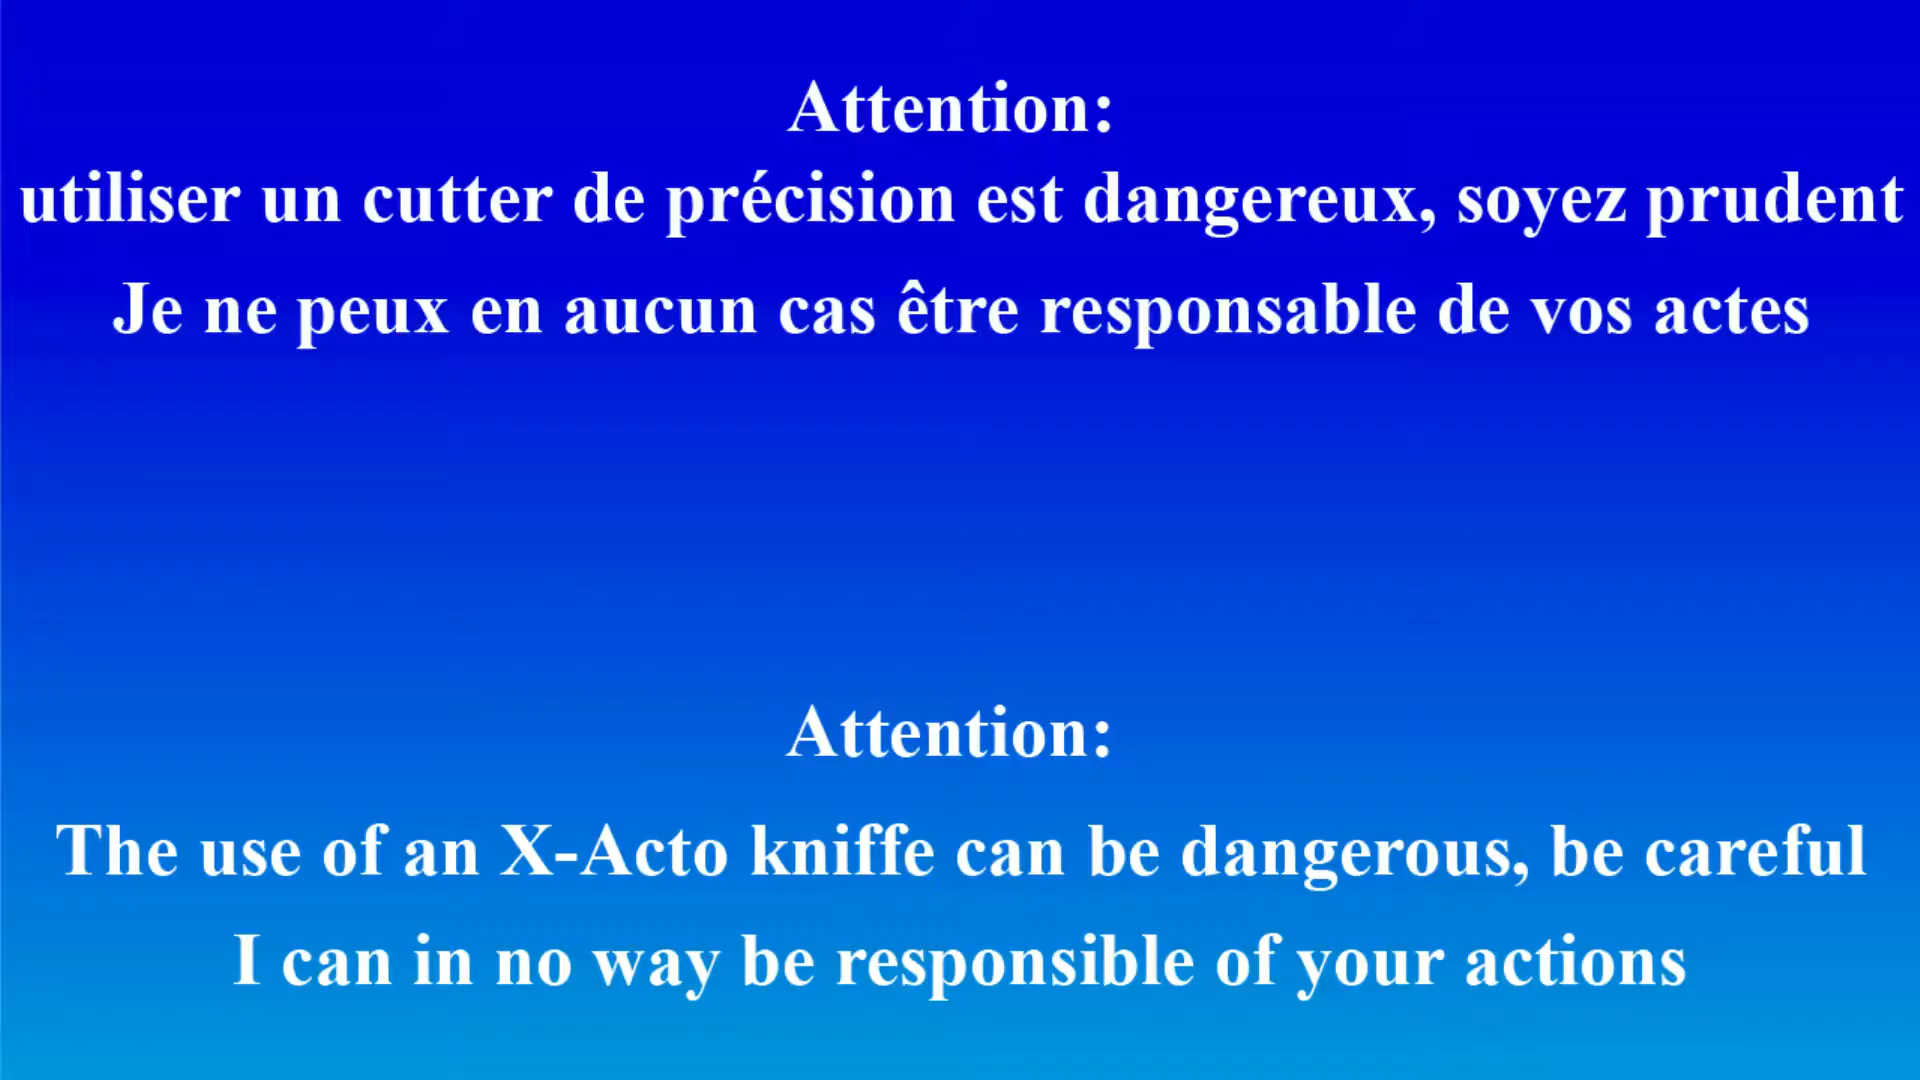 Attention:
utiliser un cutter de précision est dangereux, soyez prudent
Je ne peux en aucun cas être responsable de vos actes
Attention:
The use of an X-Acto kniffe can be dangerous, be careful
I can in no way be responsible of your actions